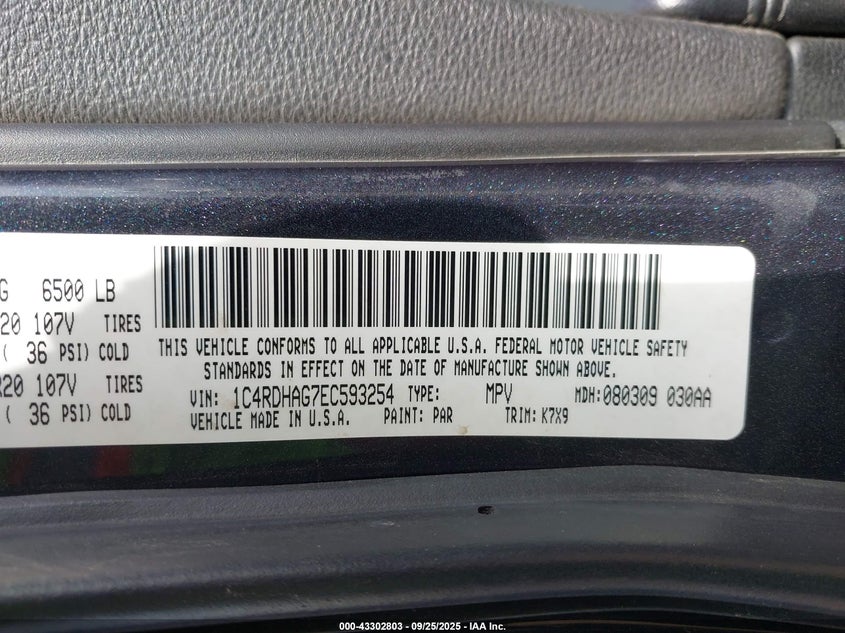 G 6500 LB
20 107V TIRES
( 36 PSI) COLD
R20 107V TIRES
( 36 PSI) COLD
THIS VEHICLE CONFORMS TO ALL APPLICABLE U.S.A. FEDERAL MOTOR VEHICLE SAFETY
STANDARDS IN EFFECT ON THE DATE OF MANUFACTURE SHOWN ABOVE.
VIN: 1C4RDHAG7EC593254 TYPE: MPV MDH:080309 030AA
VEHICLE MADE IN U.S.A. PAINT: PAR TRIM: K7X9
000-43302803 - 09/25/2025 - IAA Inc.